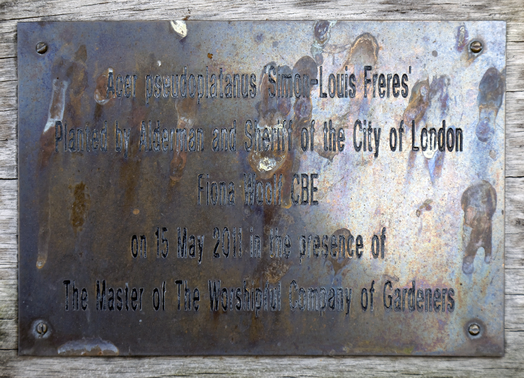 Acer pseudoplatanus 'Simon-Louis Freres'
Planted by Alderman and Sheriff of the City of London
Fiona Woolf CBE
on 15 May 2011 in the presence of
The Master of The Worshipful Company of Gardeners